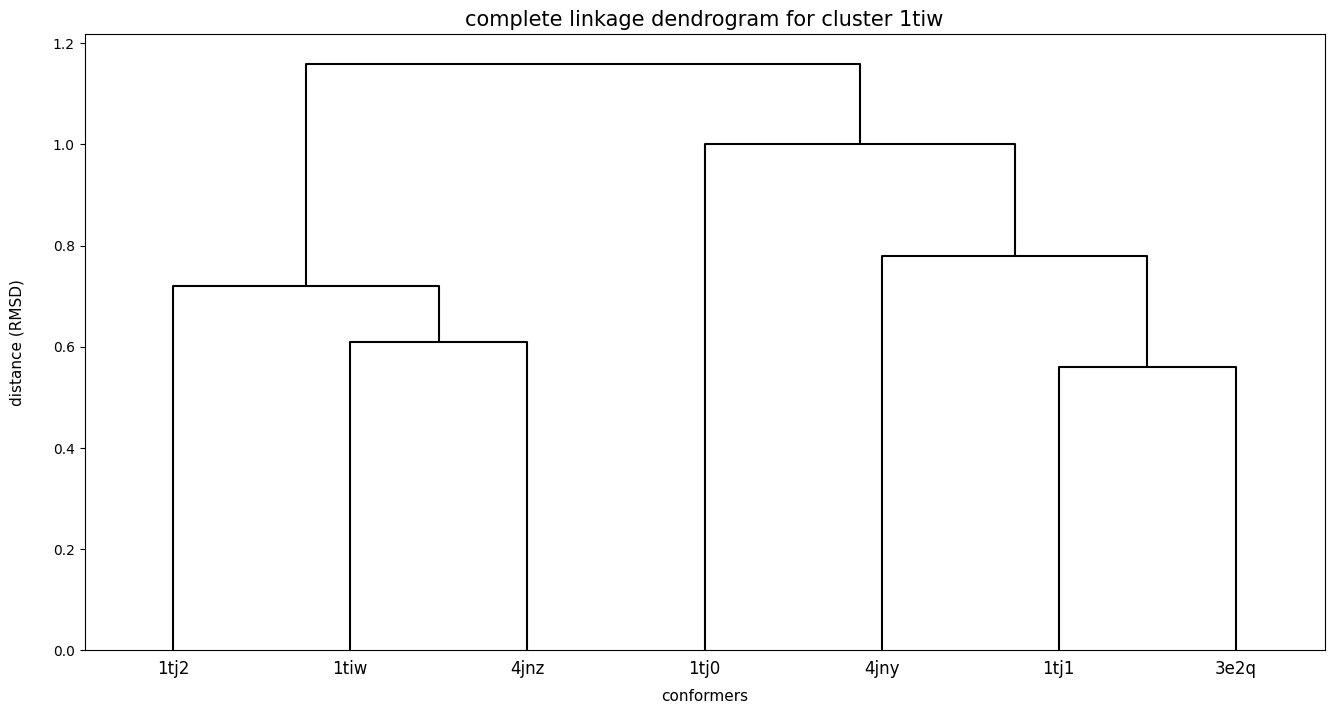 complete linkage dendrogram for cluster 1tiw
1.2
1.0
0.8
0.6
0.4
0.2
0.0
distance (RMSD)
1tj2 1tiw 4jnz 1tj0 4jny 1tj1 3e2q
conformers